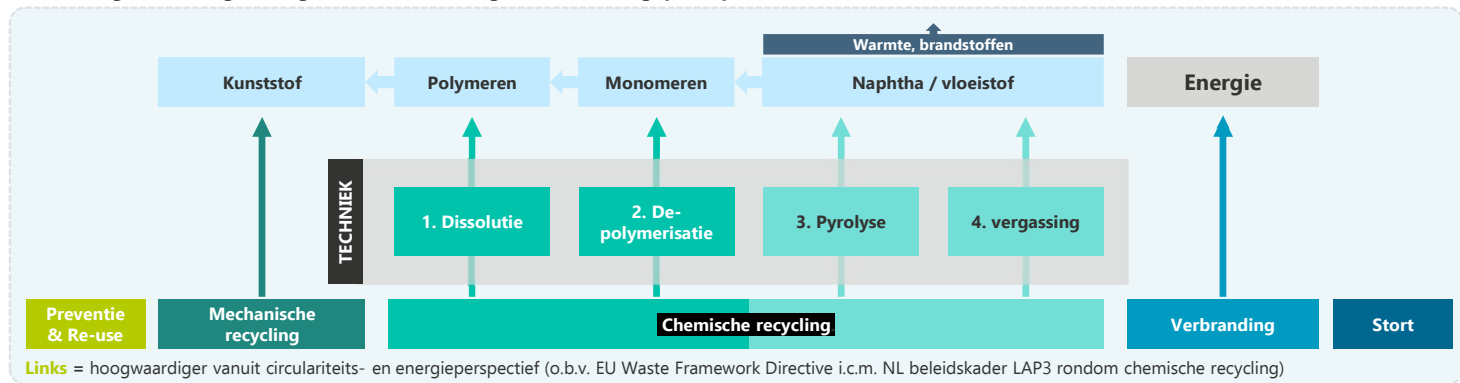 Warmte, brandstoffen
Kunststof
Polymeren
Monomeren
Naphtha / vloeistof
Energie
TECHNIEK
1. Dissolutie
2. De-
polymerisatie
3. Pyrolyse
4. vergassing
Preventie
& Re-use
Mechanische
recycling
Chemische recycling
Verbranding
Stort
Links = hoogwaardiger vanuit circulariteits- en energieperspectief (o.b.v. EU Waste Framework Directive i.c.m. NL beleidskader LAP3 rondom chemische recycling)